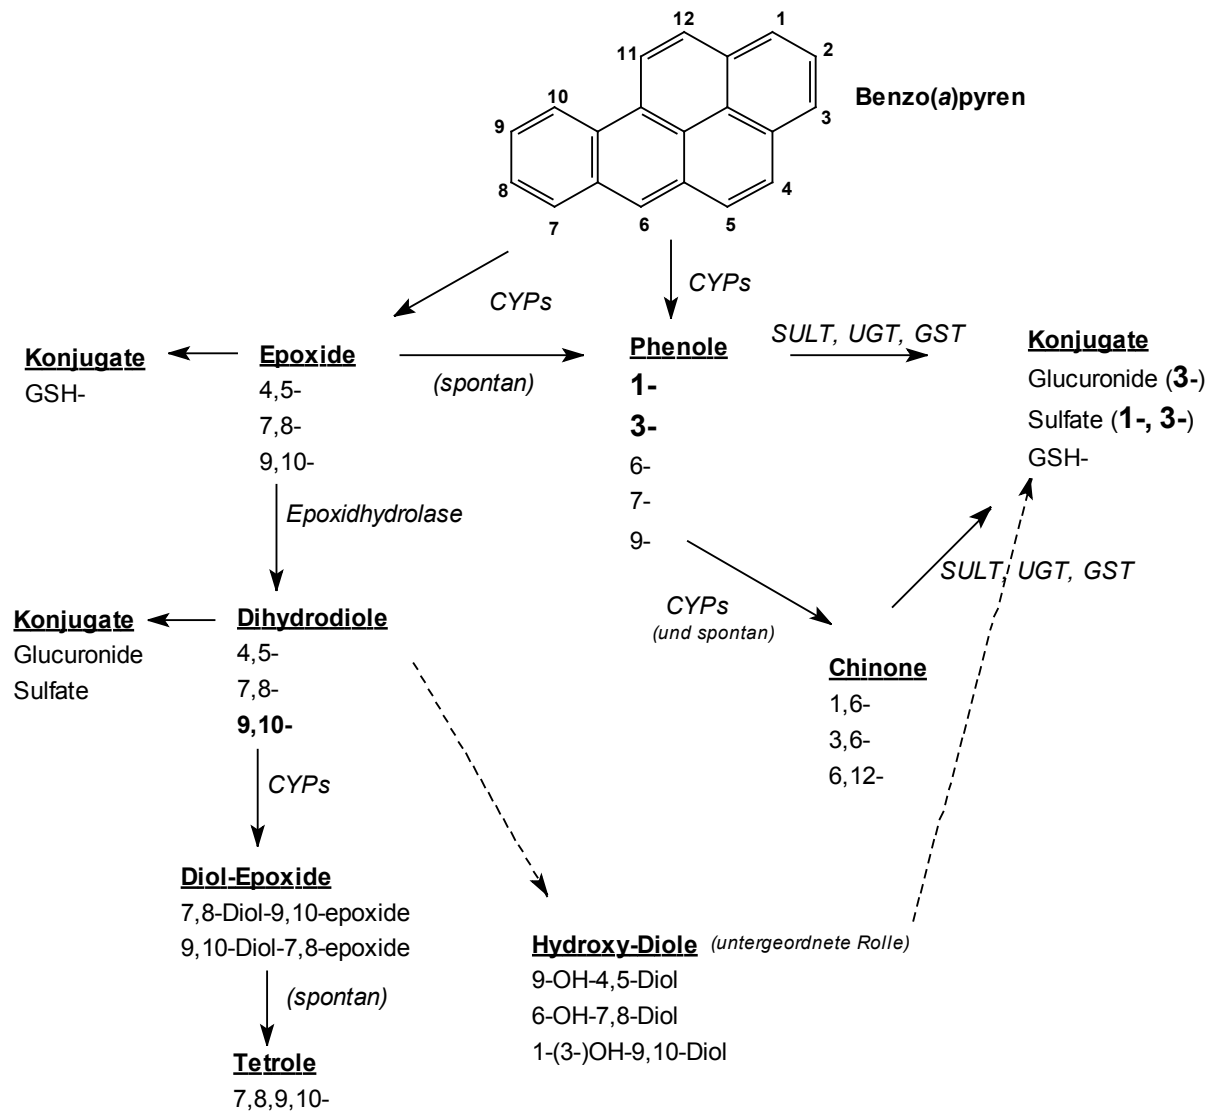 12
1
11
2
Benzo(a)pyren
10
3
9
8
4
7
6
5
CYPs
CYPs
Konjugate
GSH-
Epoxide
4,5-
7,8-
9,10-
(spontan)
Phenole
1-
3-
6-
7-
9-
SULT, UGT, GST
Konjugate
Glucuronide (3-)
Sulfate (1-, 3-)
GSH-
Epoxidhydrolase
SULT, UGT, GST
CYPs
(und spontan)
Konjugate
Glucuronide
Sulfate
Dihydrodiole
4,5-
7,8-
9,10-
Chinone
1,6-
3,6-
6,12-
CYPs
Diol-Epoxide
7,8-Diol-9,10-epoxide
9,10-Diol-7,8-epoxide
Hydroxy-Diole (untergeordnete Rolle)
9-OH-4,5-Diol
6-OH-7,8-Diol
1-(3-)OH-9,10-Diol
(spontan)
Tetrole
7,8,9,10-